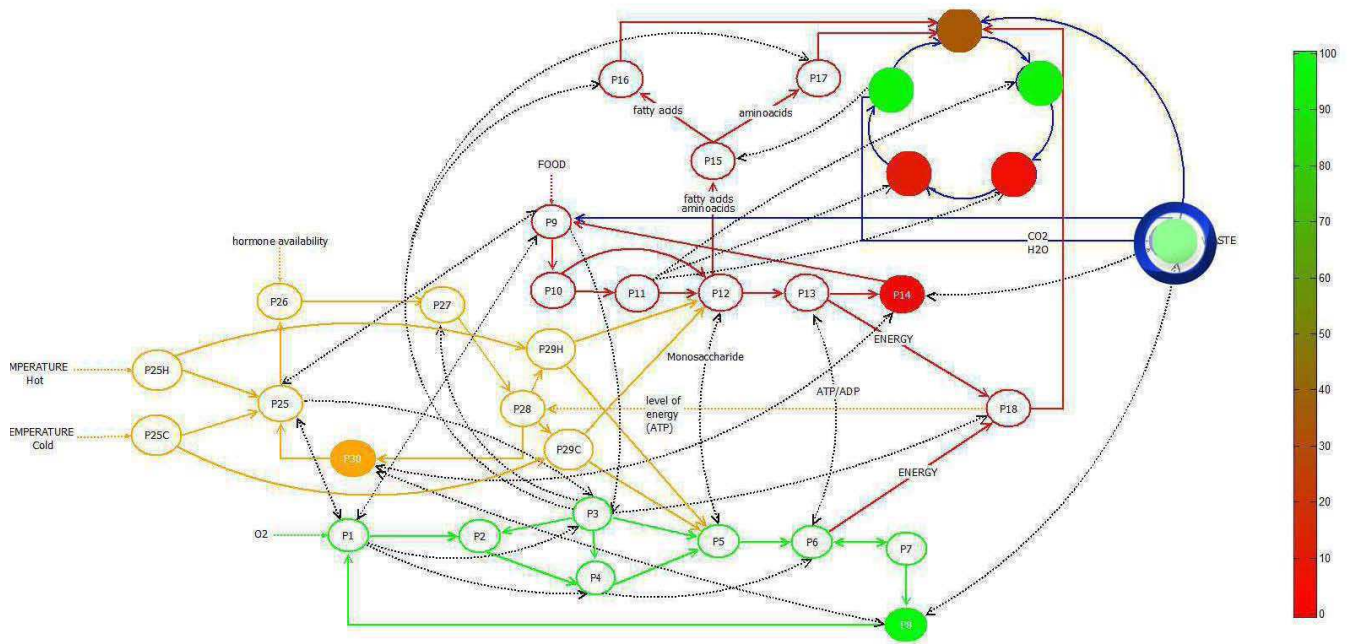 100
P16
P17
90
fatty acids
aminoacids
80
P15
FOOD
70
fatty acids
aminoacids
P9
CO2
H2O
WASTE
hormone availability
60
P26
P27
P10
P11
P12
P13
P14
50
ENERGY
P29H
Monosaccharide
MPERATURE
Hot
P25H
40
ATP/ADP
P25
P28
level of
energy
(ATP)
P18
30
EMPERATURE
Cold
P25C
P29C
P30
ENERGY
20
P3
O2
P1
P2
P5
P6
P7
10
P4
P8
0